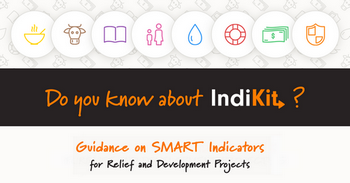 Do you know about IndiKit ?
Guidance on SMART Indicators
for Relief and Development Projects